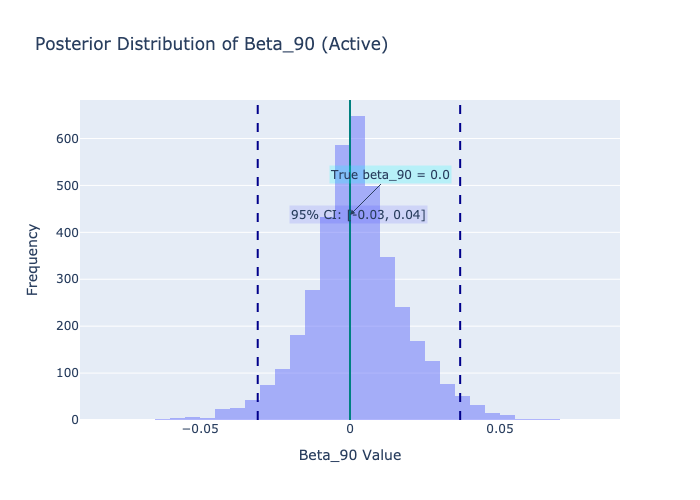 Posterior Distribution of Beta_90 (Active)
Frequency
600
500
400
300
200
100
0
True beta_90 = 0.0
95% CI: [-0.03, 0.04]
−0.05
0
0.05
Beta_90 Value